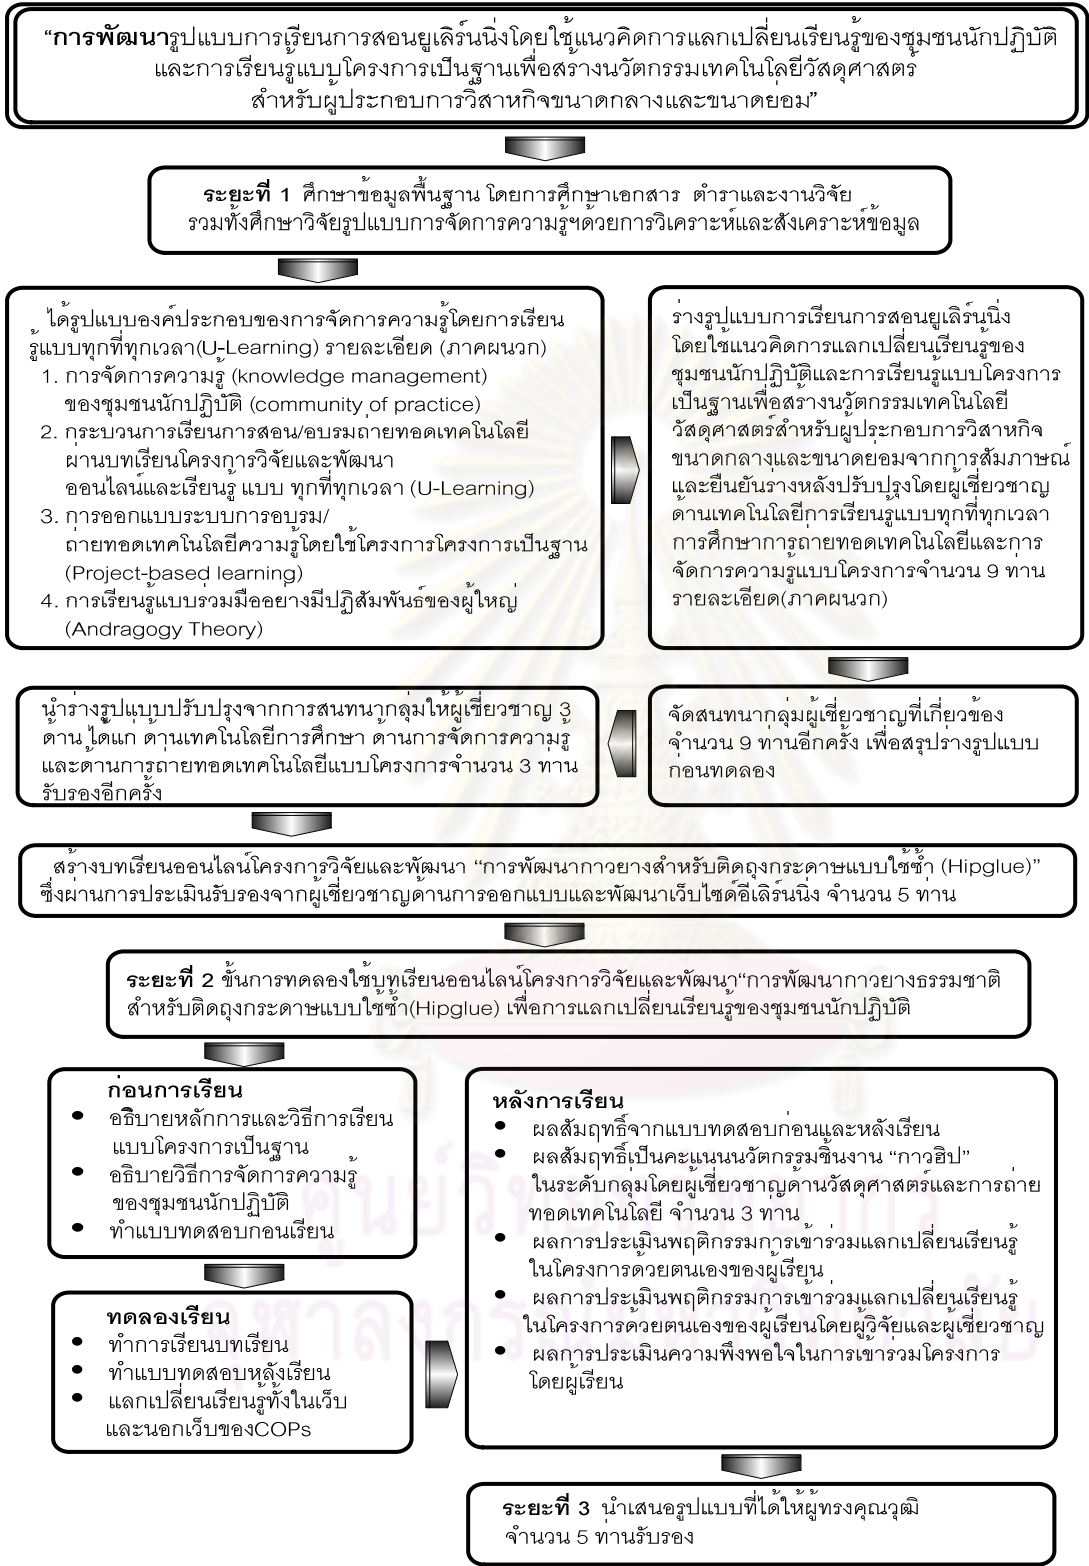 “การพัฒนารูปแบบการเรียนการสอนยูเลิร์นนิ่งโดยใช้แนวคิดการแลกเปลี่ยนเรียนรู้ของชุมชนนักปฏิบัติ
และการเรียนรู้แบบโครงการเป็นฐานเพื่อสร้างนวัตกรรมเทคโนโลยีวัสดุศาสตร์
สำหรับผู้ประกอบการวิสาหกิจขนาดกลางและขนาดย่อม”
ระยะที่ 1 ศึกษาข้อมูลพื้นฐาน โดยการศึกษาเอกสาร ตำราและงานวิจัย
รวมทั้งศึกษาวิจัยรูปแบบการจัดการความรู้ฯด้วยการวิเคราะห์และสังเคราะห์ข้อมูล
ได้รูปแบบองค์ประกอบของการจัดการความรู้โดยการเรียน
รู้แบบทุกที่ทุกเวลา(U-Learning) รายละเอียด (ภาคผนวก)
1. การจัดการความรู้ (knowledge management)
ของชุมชนนักปฏิบัติ (community of practice)
2. กระบวนการเรียนการสอน/อบรมถ่ายทอดเทคโนโลยี
ผ่านบทเรียนโครงการวิจัยและพัฒนา
ออนไลน์และเรียนรู้ แบบ ทุกที่ทุกเวลา (U-Learning)
3. การออกแบบระบบการอบรม/
ถ่ายทอดเทคโนโลยีความรู้โดยใช้โครงการโครงการเป็นฐาน
(Project-based learning)
4. การเรียนรู้แบบร่วมมืออย่างมีปฏิสัมพันธ์ของผู้ใหญ่
(Andragogy Theory)
ร่างรูปแบบการเรียนการสอนยูเลิร์นนิ่ง
โดยใช้แนวคิดการแลกเปลี่ยนเรียนรู้ของ
ชุมชนนักปฏิบัติและการเรียนรู้แบบโครงการ
เป็นฐานเพื่อสร้างนวัตกรรมเทคโนโลยี
วัสดุศาสตร์สำหรับผู้ประกอบการวิสาหกิจ
ขนาดกลางและขนาดย่อมจากการสัมภาษณ์
และยืนยันร่างหลังปรับปรุงโดยผู้เชี่ยวชาญ
ด้านเทคโนโลยีการเรียนรู้แบบทุกที่ทุกเวลา
การศึกษาการถ่ายทอดเทคโนโลยีและการ
จัดการความรู้แบบโครงการจำนวน 9 ท่าน
รายละเอียด(ภาคผนวก)
จัดสนทนากลุ่มผู้เชี่ยวชาญที่เกี่ยวข้อง
จำนวน 9 ท่านอีกครั้ง เพื่อสรุปร่างรูปแบบ
ก่อนทดลอง
นำร่างรูปแบบปรับปรุงจากการสนทนากลุ่มให้ผู้เชี่ยวชาญ 3
ด้าน ได้แก่ ด้านเทคโนโลยีการศึกษา ด้านการจัดการความรู้
และด้านการถ่ายทอดเทคโนโลยีแบบโครงการจำนวน 3 ท่าน
รับรองอีกครั้ง
สร้างบทเรียนออนไลน์โครงการวิจัยและพัฒนา “การพัฒนากาวยางสำหรับติดถุงกระดาษแบบใช้ซ้ำ (Hipglue)”
ซึ่งผ่านการประเมินรับรองจากผู้เชี่ยวชาญด้านการออกแบบและพัฒนาเว็บไซด์อีเลิร์นนิ่ง จำนวน 5 ท่าน
ระยะที่ 2 ขั้นการทดลองใช้บทเรียนออนไลน์โครงการวิจัยและพัฒนา“การพัฒนากาวยางธรรมชาติ
สำหรับติดถุงกระดาษแบบใช้ซ้ำ(Hipglue) เพื่อการแลกเปลี่ยนเรียนรู้ของชุมชนนักปฏิบัติ
ก่อนการเรียน
• อธิบายหลักการและวิธีการเรียน
แบบโครงการเป็นฐาน
• อธิบายวิธีการจัดการความรู้
ของชุมชนนักปฏิบัติ
• ทำแบบทดสอบกอนเรียน
ทดลองเรียน
• ทำการเรียนบทเรียน
• ทำแบบทดสอบหลังเรียน
• แลกเปลี่ยนเรียนรู้ทั้งในเว็บ
และนอกเว็บของCOPs
หลังการเรียน
• ผลสัมฤทธิ์จากแบบทดสอบก่อนและหลังเรียน
• ผลสัมฤทธิ์เป็นคะแนนนวัตกรรมชิ้นงาน “กาวฮิป”
ในระดับกลุ่มโดยผู้เชี่ยวชาญด้านวัสดุศาสตร์และการถ่าย
ทอดเทคโนโลยี จำนวน 3 ท่าน
• ผลการประเมินพฤติกรรมการเข้าร่วมแลกเปลี่ยนเรียนรู้
ในโครงการด้วยตนเองของผู้เรียน
• ผลการประเมินพฤติกรรมการเข้าร่วมแลกเปลี่ยนเรียนรู้
ในโครงการด้วยตนเองของผู้เรียนโดยผู้วิจัยและผู้เชี่ยวชาญ
• ผลการประเมินความพึงพอใจในการเข้าร่วมโครงการ
โดยผู้เรียน
ระยะที่ 3 นำเสนอรูปแบบที่ได้ให้ผู้ทรงคุณวุฒิ
จำนวน 5 ท่านรับรอง